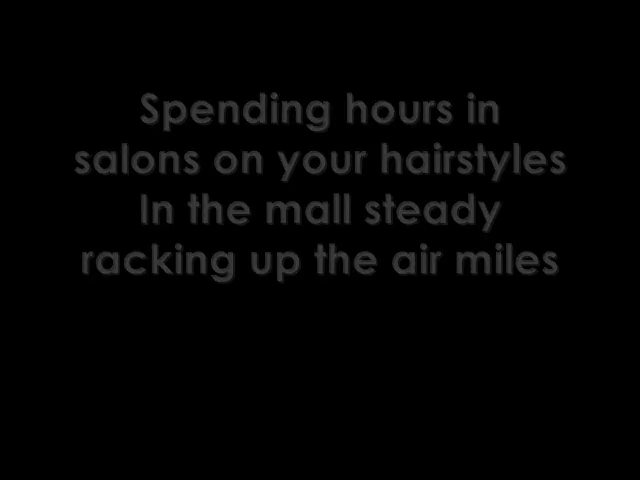 Spending hours in
salons on your hairstyles
In the mall steady
racking up the air miles